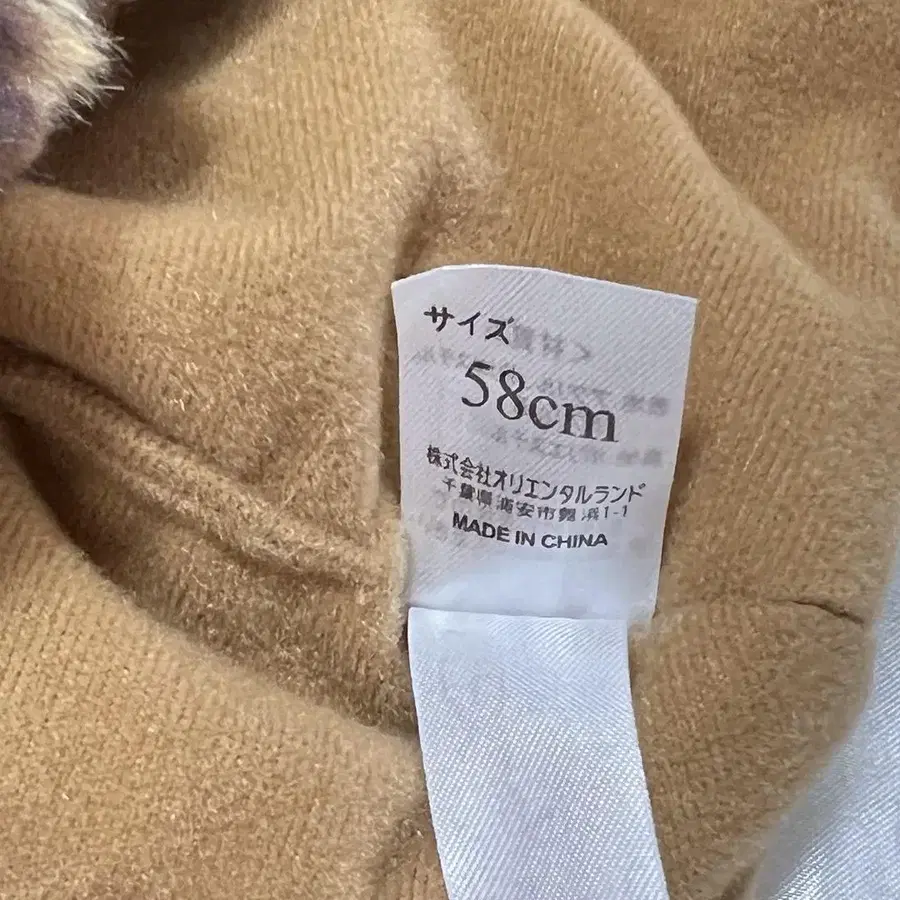 サイズ
58cm
株式会社オリエンタルランド
千葉県浦安市舞浜1-1
MADE IN CHINA